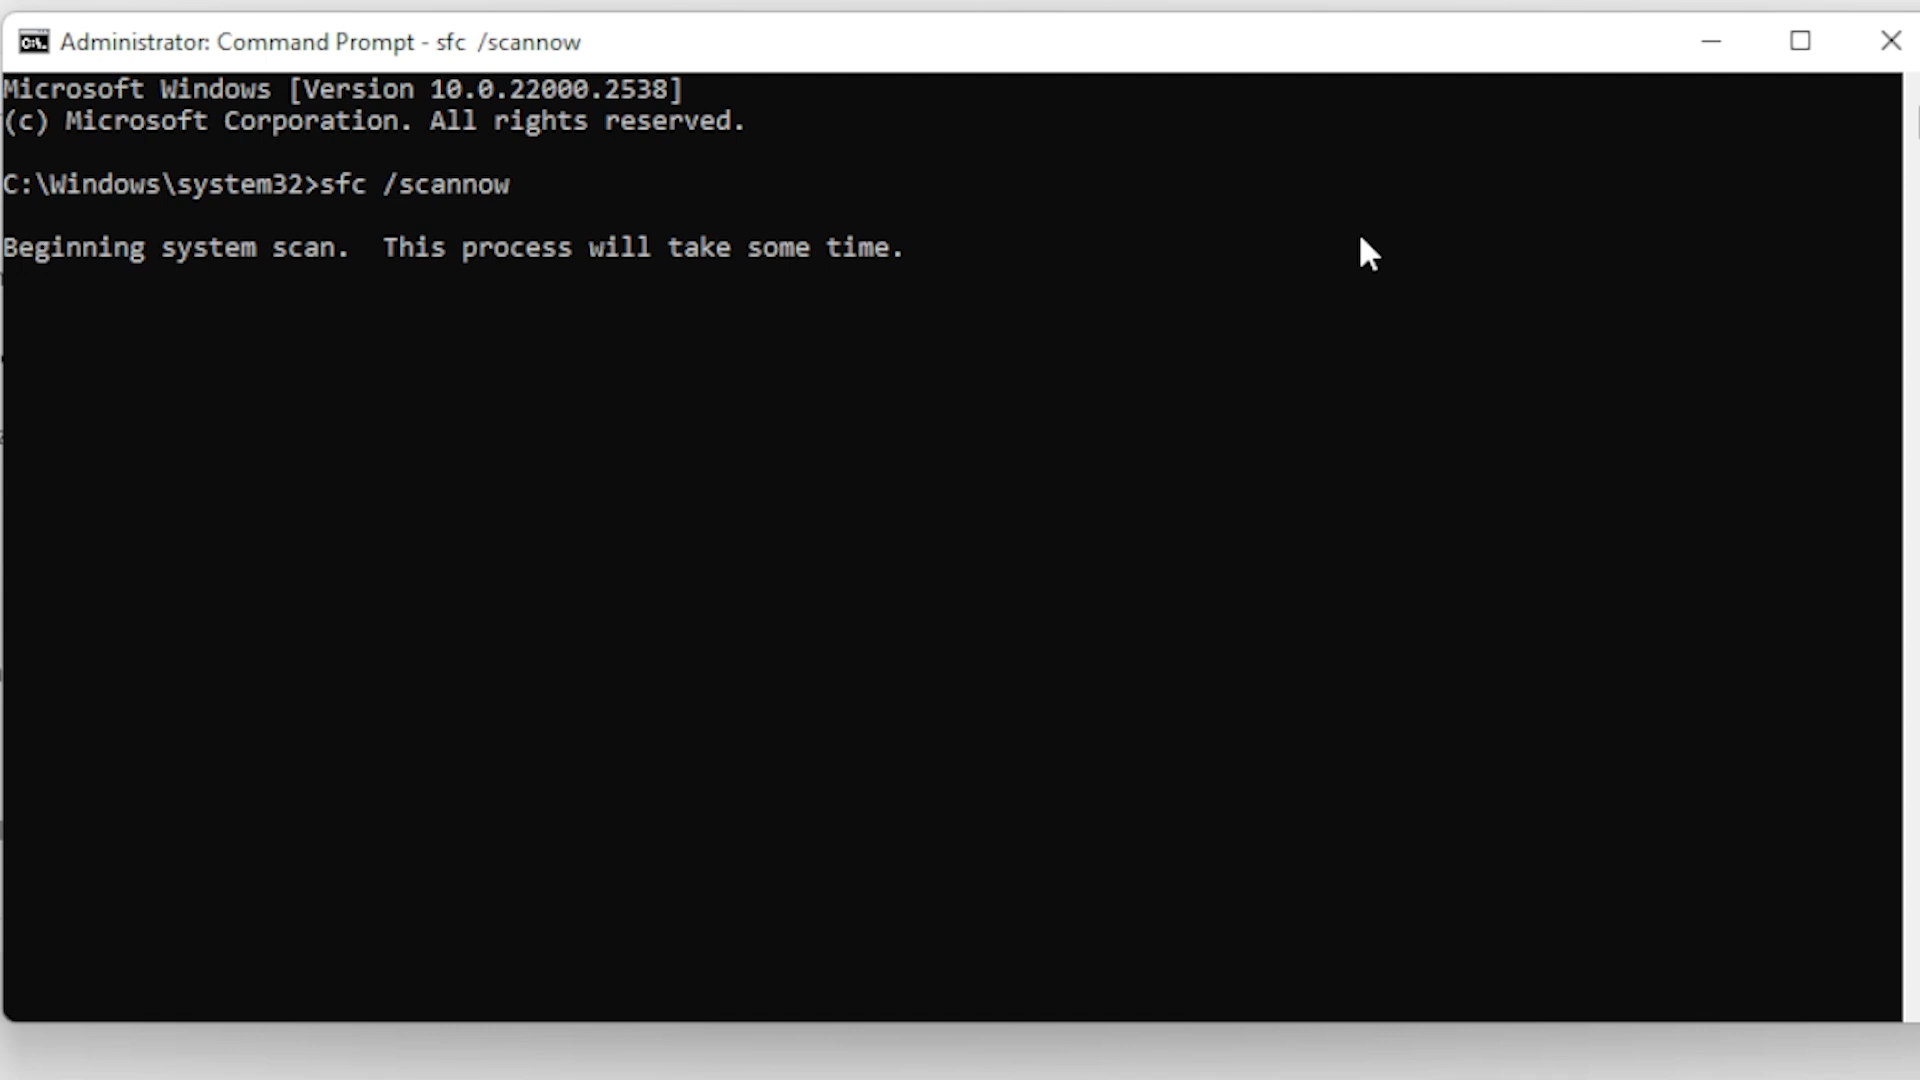 Administrator: Command Prompt - sfc  /scannow
Microsoft Windows [Version 10.0.22000.2538]
(c) Microsoft Corporation. All rights reserved.
C:\Windows\system32>sfc /scannow
Beginning system scan.  This process will take some time.